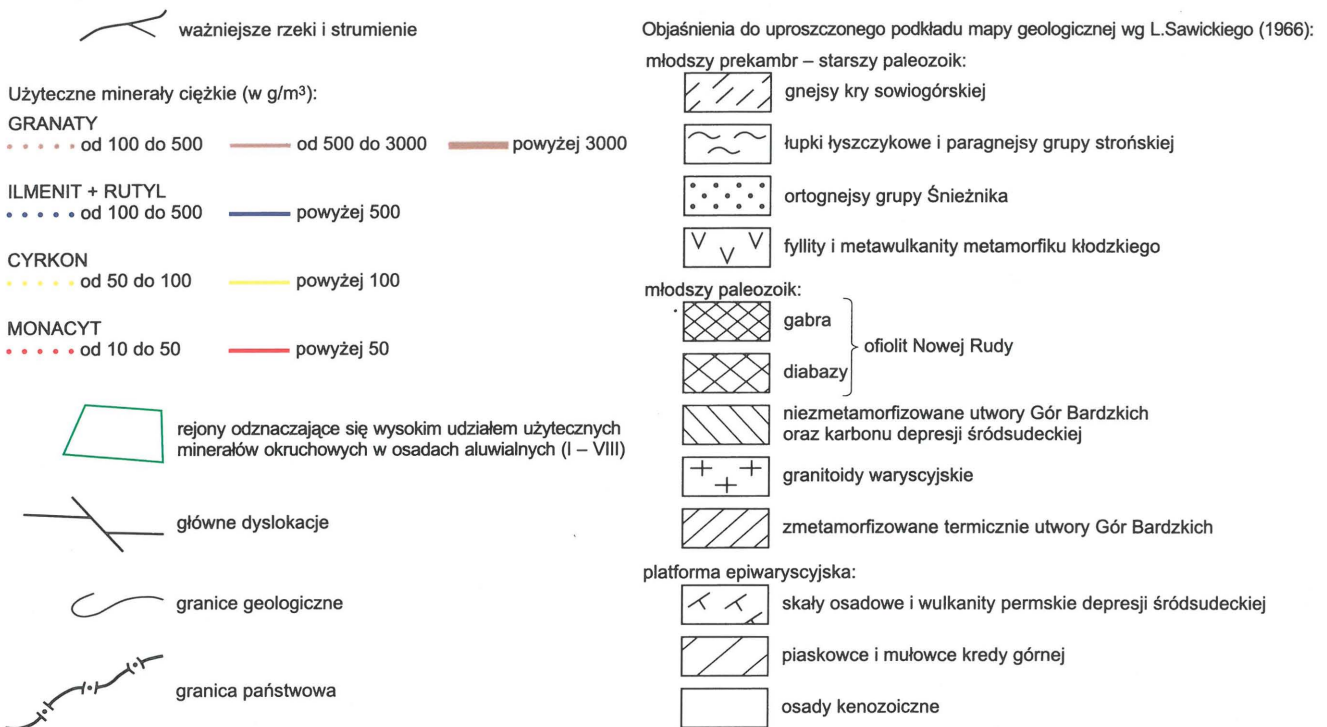 ważniejsze rzeki i strumienie
Użyteczne minerały ciężkie (w g/m³):
GRANATY
od 100 do 500 od 500 do 3000 powyżej 3000
ILMENIT + RUTYL
od 100 do 500 powyżej 500
CYRKON
od 50 do 100 powyżej 100
MONACYT
od 10 do 50 powyżej 50
rejony odznaczające się wysokim udziałem użytecznych
minerałów okruchowych w osadach aluwialnych (I – VIII)
główne dyslokacje
granice geologiczne
granica państwowa
Objaśnienia do uproszczonego podkładu mapy geologicznej wg L.Sawickiego (1966):
młodszy prekambr – starszy paleozoik:
gnejsy kry sowiogórskiej
łupki łyszczykowe i paragnejsy grupy strońskiej
ortognejsy grupy Śnieżnika
fyllity i metawulkanity metamorfiku kłodzkiego
młodszy paleozoik:
gabra
ofiolit Nowej Rudy
diabazy
niezmetamorfizowane utwory Gór Bardzkich
oraz karbonu depresji śródsudeckiej
granitoidy waryscyjskie
zmetamorfizowane termicznie utwory Gór Bardzkich
platforma epiwaryscyjska:
skały osadowe i wulkanity permskie depresji śródsudeckiej
piaskowce i mułowce kredy górnej
osady kenozoiczne